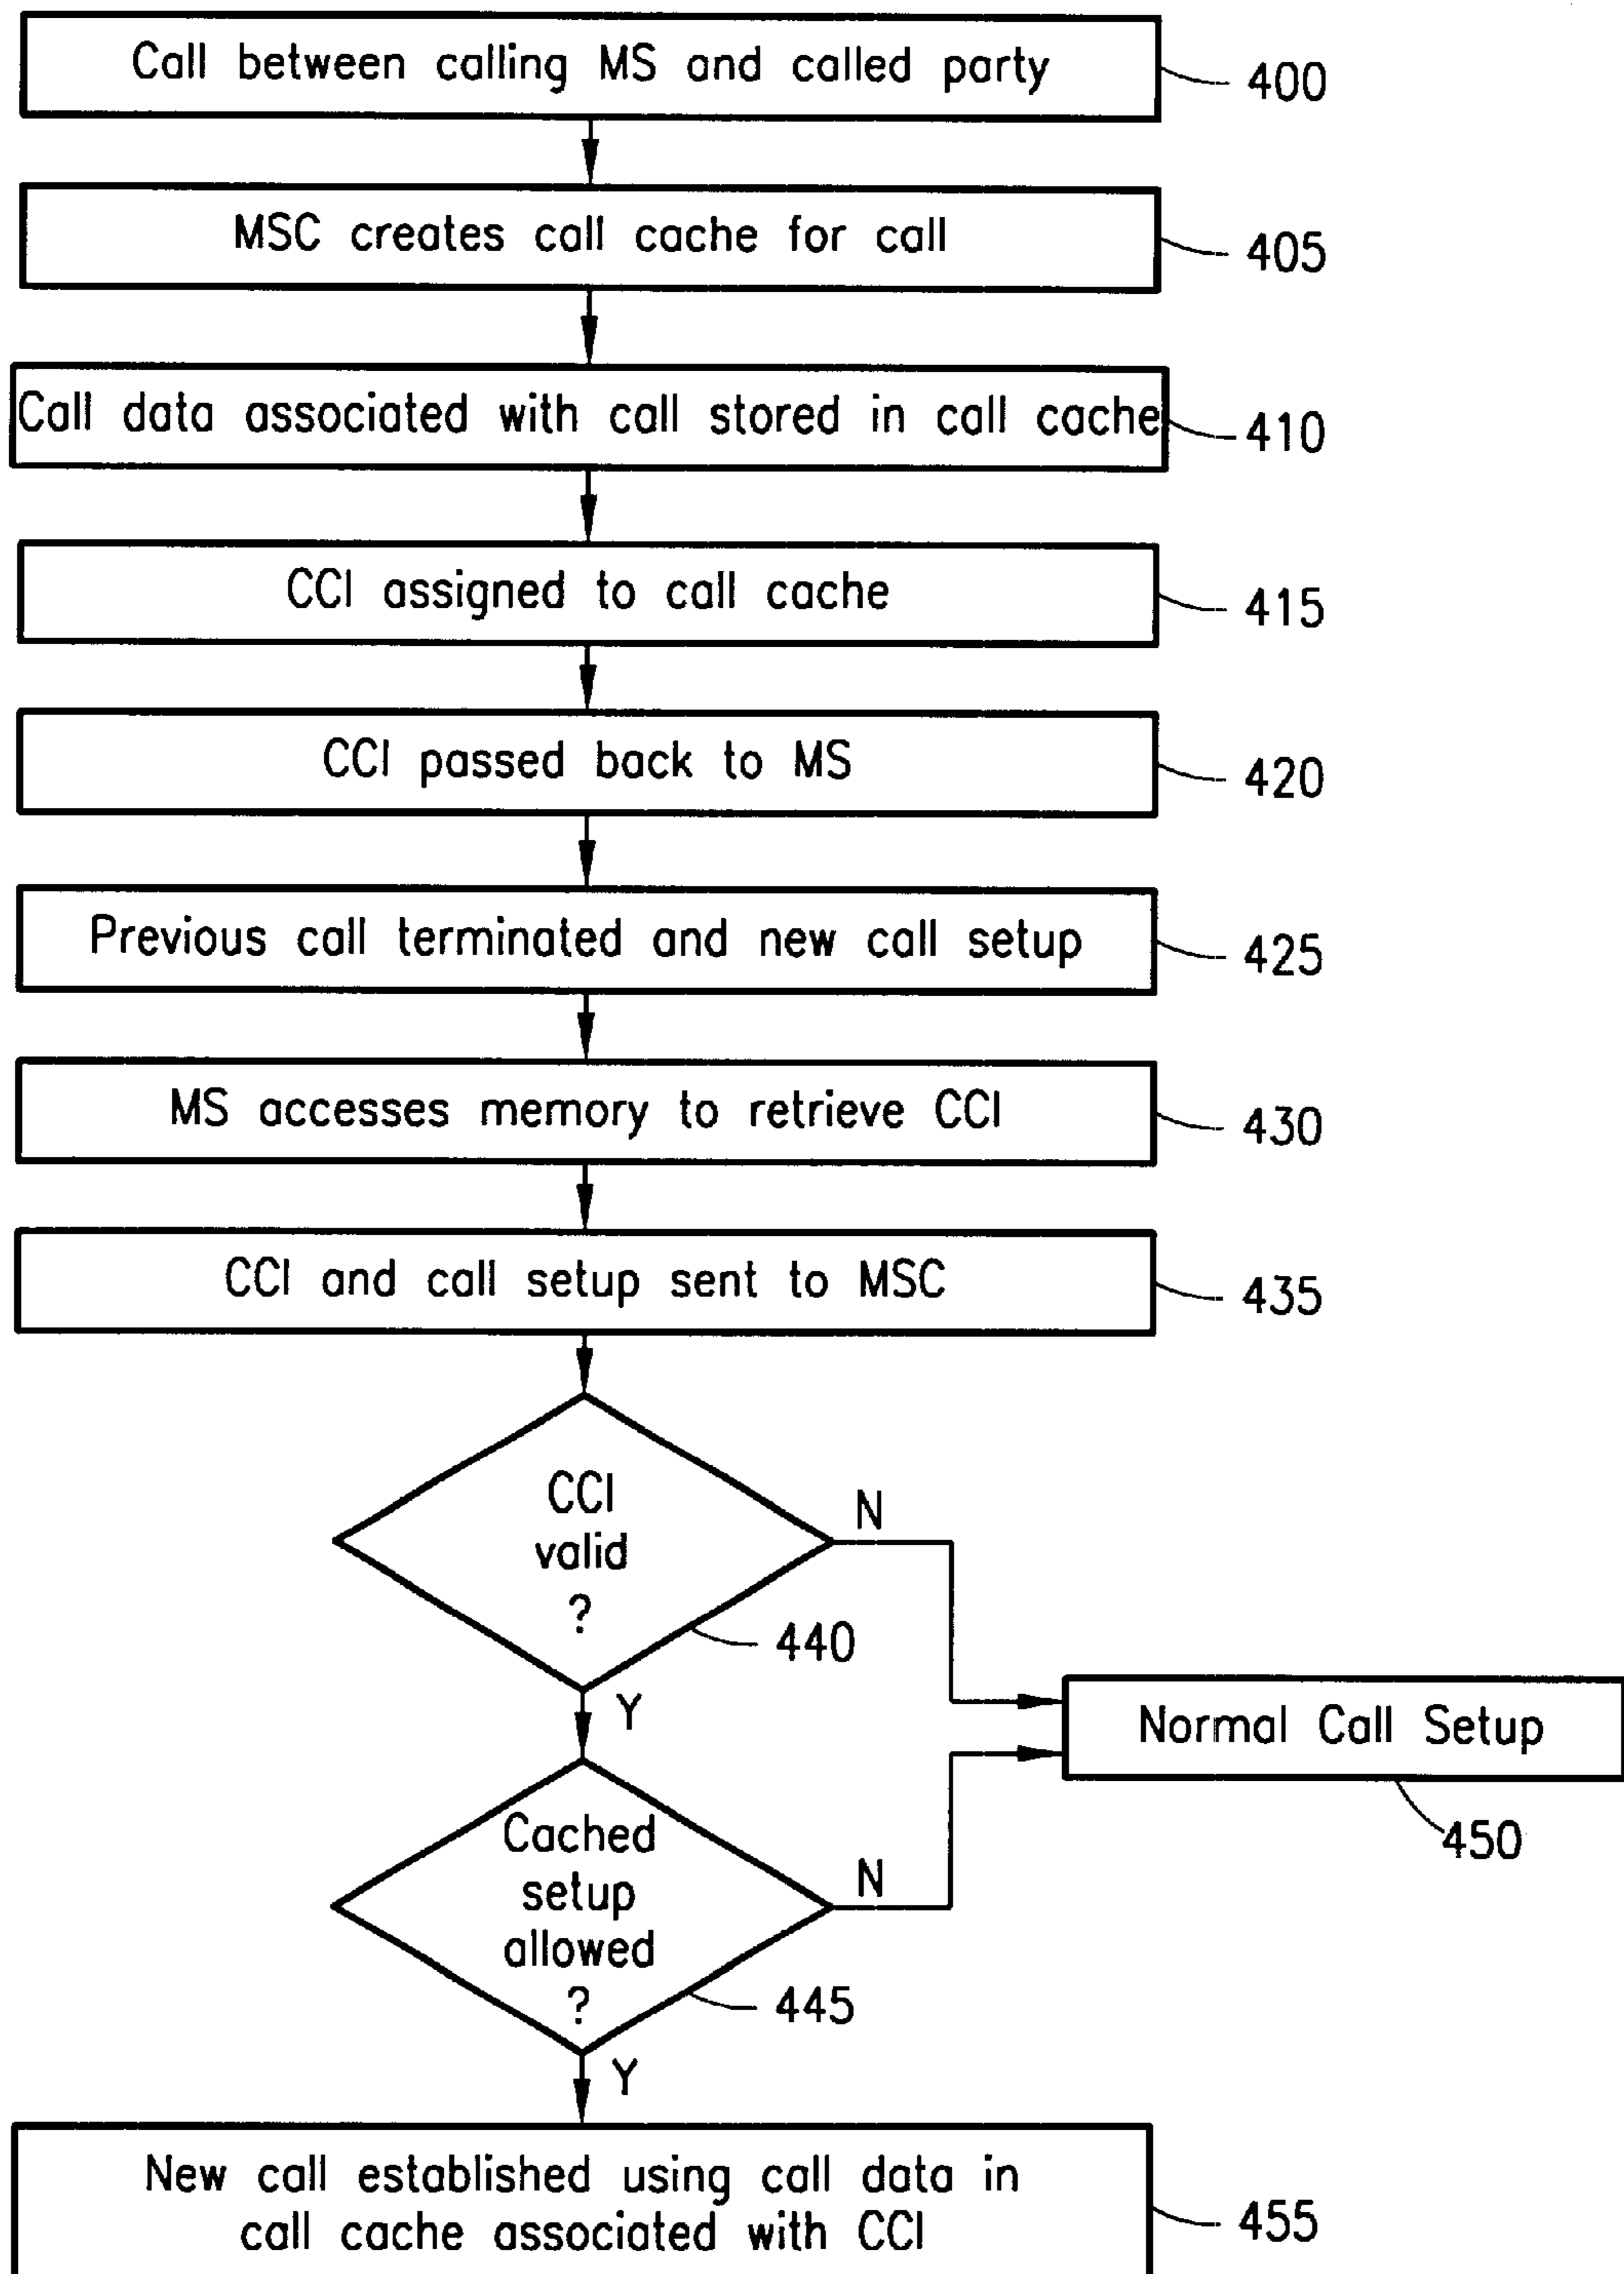 Call between calling MS and called party
400
MSC creates call cache for call
405
Call data associated with call stored in call cache
410
CCI assigned to call cache
415
CCI passed back to MS
420
Previous call terminated and new call setup
425
MS accesses memory to retrieve CCI
430
CCI and call setup sent to MSC
435
CCI
valid
?
N
440
Y
Normal Call Setup
450
Cached
setup
allowed
?
N
445
Y
New call established using call data in
call cache associated with CCI
455